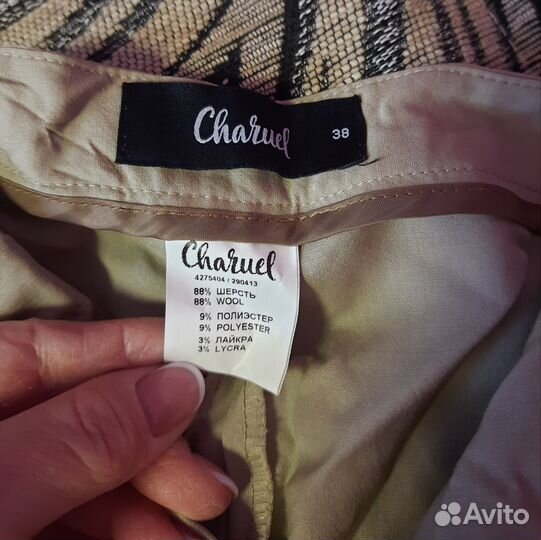 Charuel
38
Charuel
4275404 / 290413
88% ШЕРСТЬ
88% WOOL
9% ПОЛИЭСТЕР
9% POLYESTER
3% ЛАЙКРА
3% LYCRA
Avito